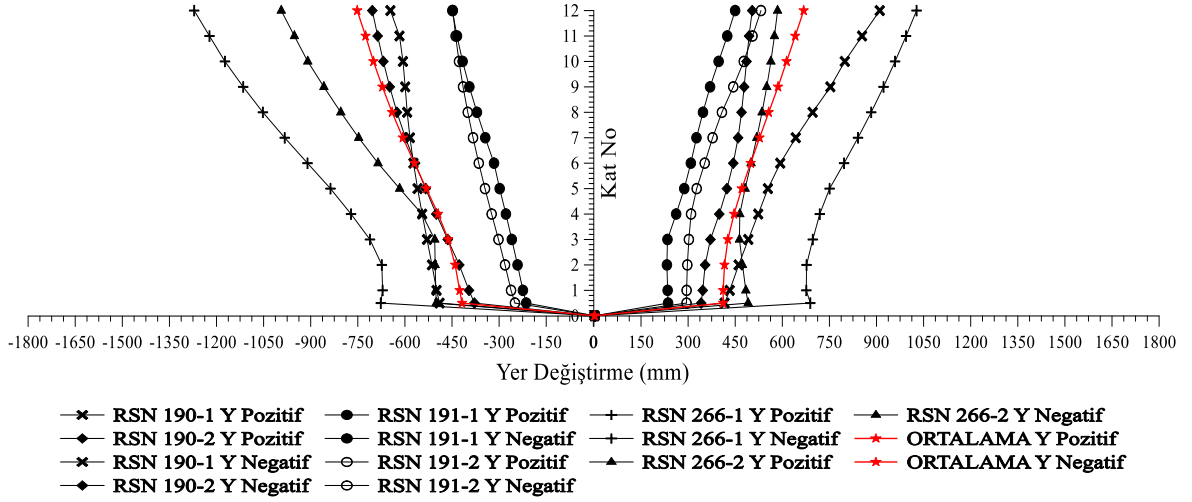 12
11
10
9
8
7
6
5
4
3
2
1
0
Kat No
-1800 -1650 -1500 -1350 -1200 -1050 -900 -750 -600 -450 -300 -150 0 150 300 450 600 750 900 1050 1200 1350 1500 1650 1800
Yer Değiştirme (mm)
RSN 190-1 Y Pozitif RSN 191-1 Y Pozitif RSN 266-1 Y Pozitif RSN 266-2 Y Negatif
RSN 190-2 Y Pozitif RSN 191-1 Y Negatif RSN 266-1 Y Negatif ORTALAMA Y Pozitif
RSN 190-1 Y Negatif RSN 191-2 Y Pozitif RSN 266-2 Y Pozitif ORTALAMA Y Negatif
RSN 190-2 Y Negatif RSN 191-2 Y Negatif